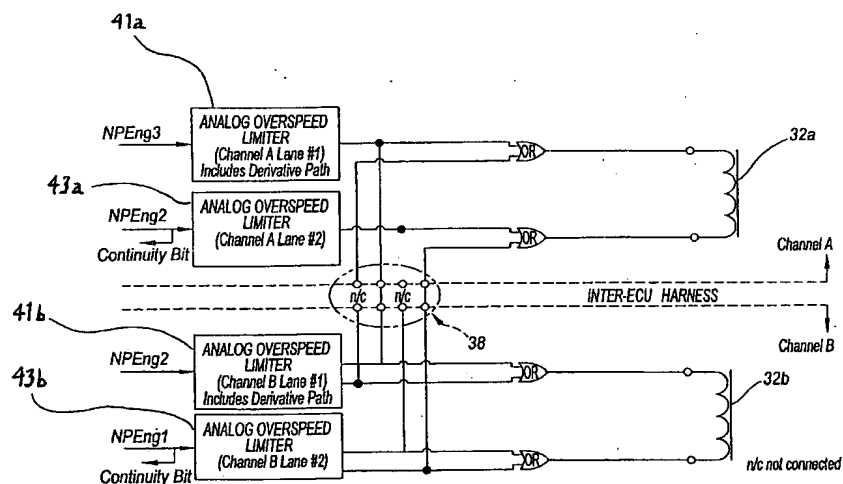 41a
NPEng3
ANALOG OVERSPEED
LIMITER
(Channel A Lane #1)
Includes Derivative Path
OR
32a
43a
NPEng2
Continuity Bit
ANALOG OVERSPEED
LIMITER
(Channel A Lane #2)
OR
Channel A
n/c
n/c
INTER-ECU HARNESS
38
Channel B
41b
NPEng2
ANALOG OVERSPEED
LIMITER
(Channel B Lane #1)
Includes Derivative Path
OR
32b
43b
NPEng1
Continuity Bit
ANALOG OVERSPEED
LIMITER
(Channel B Lane #2)
OR
n/c not connected